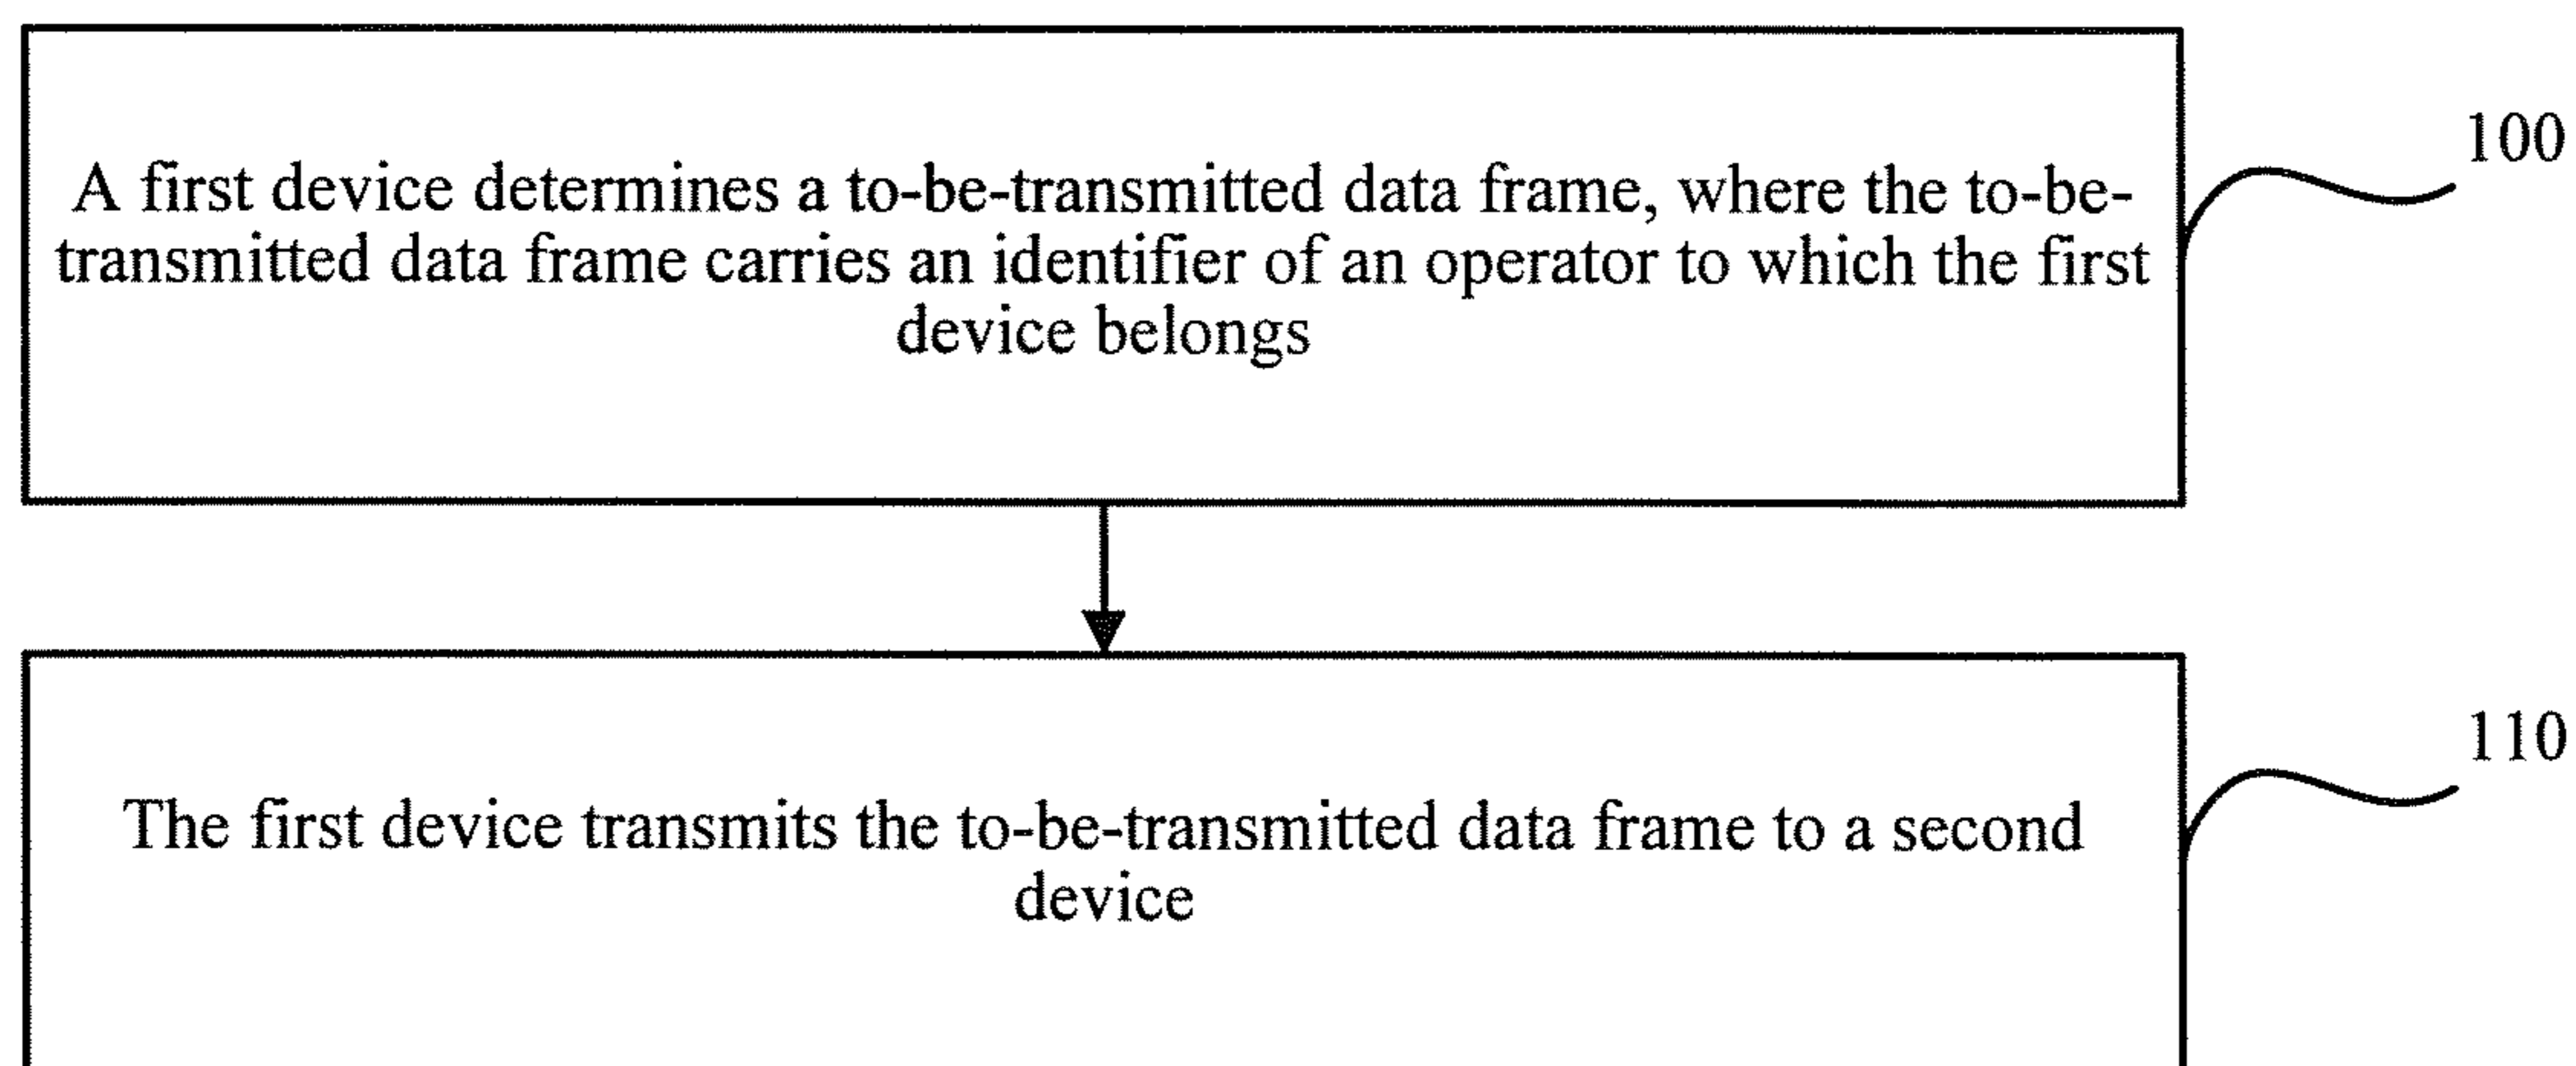 100
A first device determines a to-be-transmitted data frame, where the to-be-
transmitted data frame carries an identifier of an operator to which the first
device belongs
110
The first device transmits the to-be-transmitted data frame to a second
device